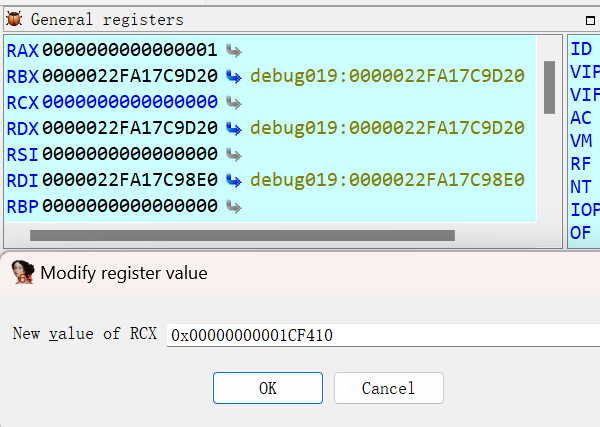 General registers
RAX 0000000000000001
RBX 0000022FA17C9D20 debug019:0000022FA17C9D20
RCX 0000000000000000
RDX 0000022FA17C9D20 debug019:0000022FA17C9D20
RSI 0000000000000000
RDI 0000022FA17C98E0 debug019:0000022FA17C98E0
RBP 0000000000000000
ID
VIP
VIF
AC
VM
RF
NT
IOP
OF
Modify register value
New value of RCX 0x00000000001CF410
OK Cancel